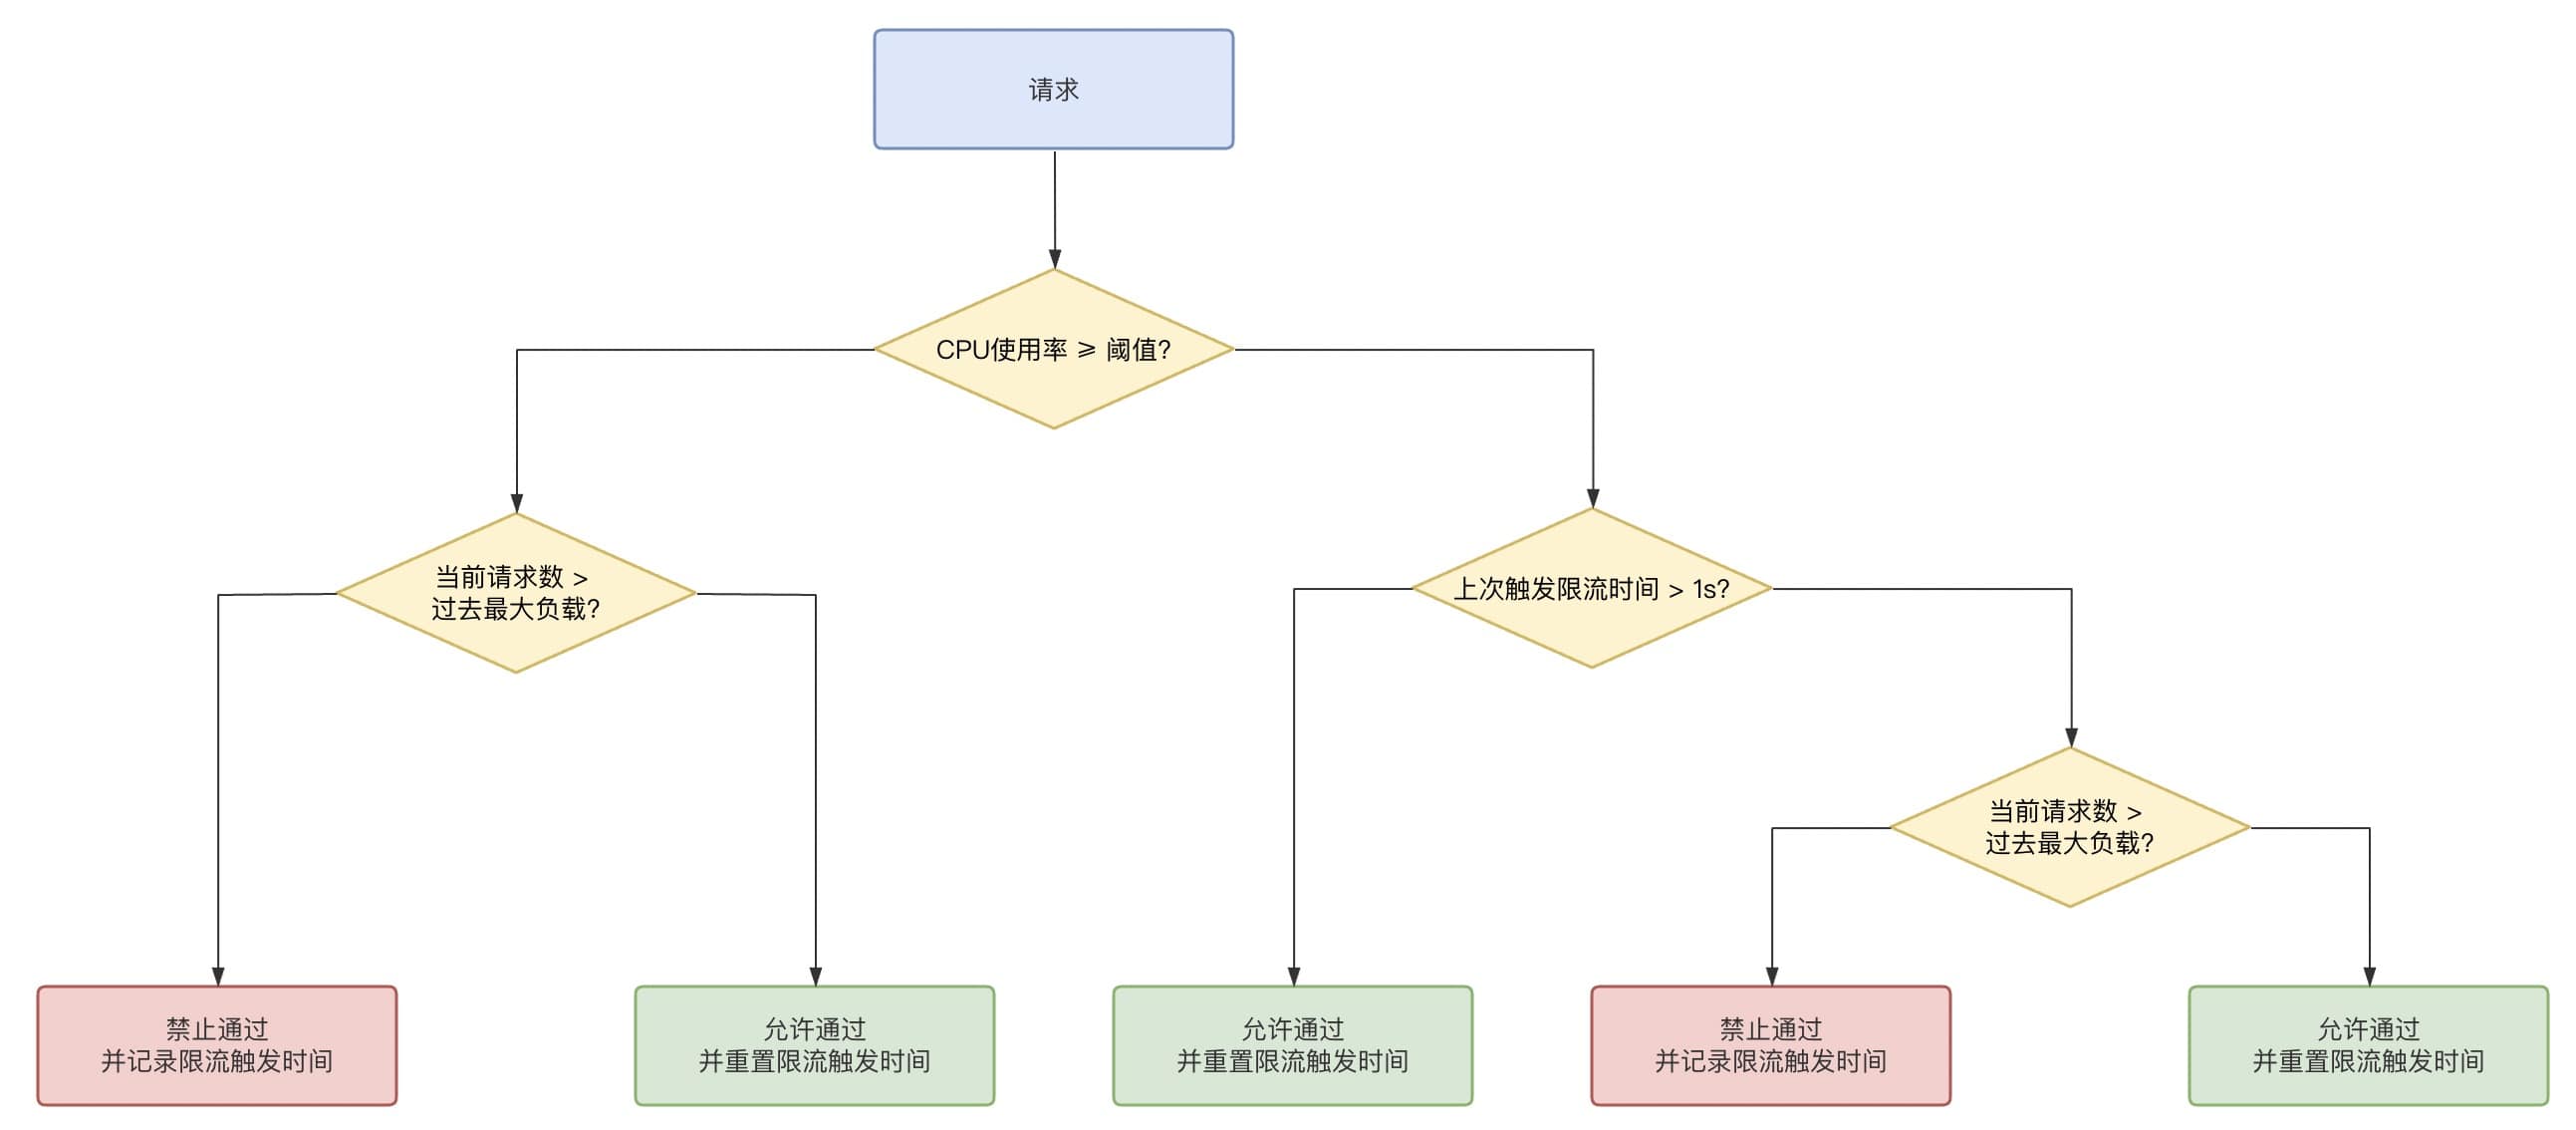 请求
CPU使用率 ⩾ 阈值?
当前请求数 >
过去最大负载?
上次触发限流时间 > 1s?
当前请求数 >
过去最大负载?
禁止通过
并记录限流触发时间
允许通过
并重置限流触发时间
允许通过
并重置限流触发时间
禁止通过
并记录限流触发时间
允许通过
并重置限流触发时间